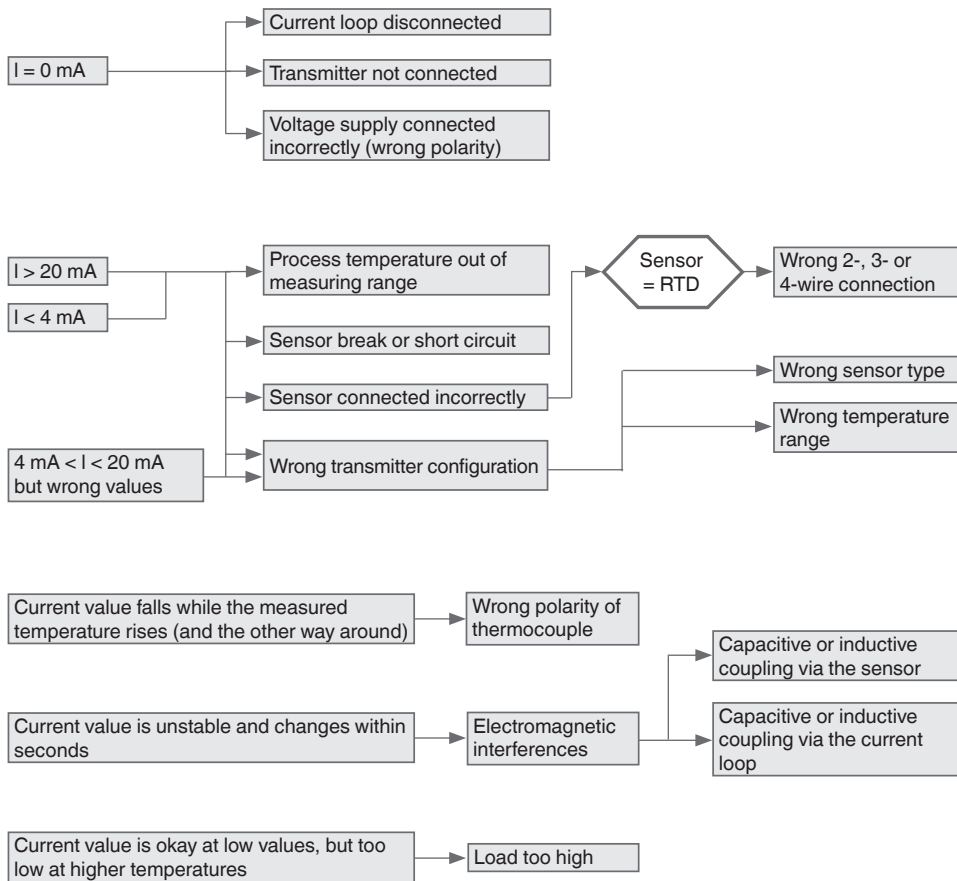 Current loop disconnected
I = 0 mA
Transmitter not connected
Voltage supply connected
incorrectly (wrong polarity)
I > 20 mA
I < 4 mA
Process temperature out of
measuring range
Sensor
= RTD
Wrong 2-, 3- or
4-wire connection
Sensor break or short circuit
Sensor connected incorrectly
Wrong sensor type
Wrong temperature
range
4 mA < I < 20 mA
but wrong values
Wrong transmitter configuration
Current value falls while the measured
temperature rises (and the other way around)
Wrong polarity of
thermocouple
Capacitive or inductive
coupling via the sensor
Current value is unstable and changes within
seconds
Electromagnetic
interferences
Capacitive or inductive
coupling via the current
loop
Current value is okay at low values, but too
low at higher temperatures
Load too high